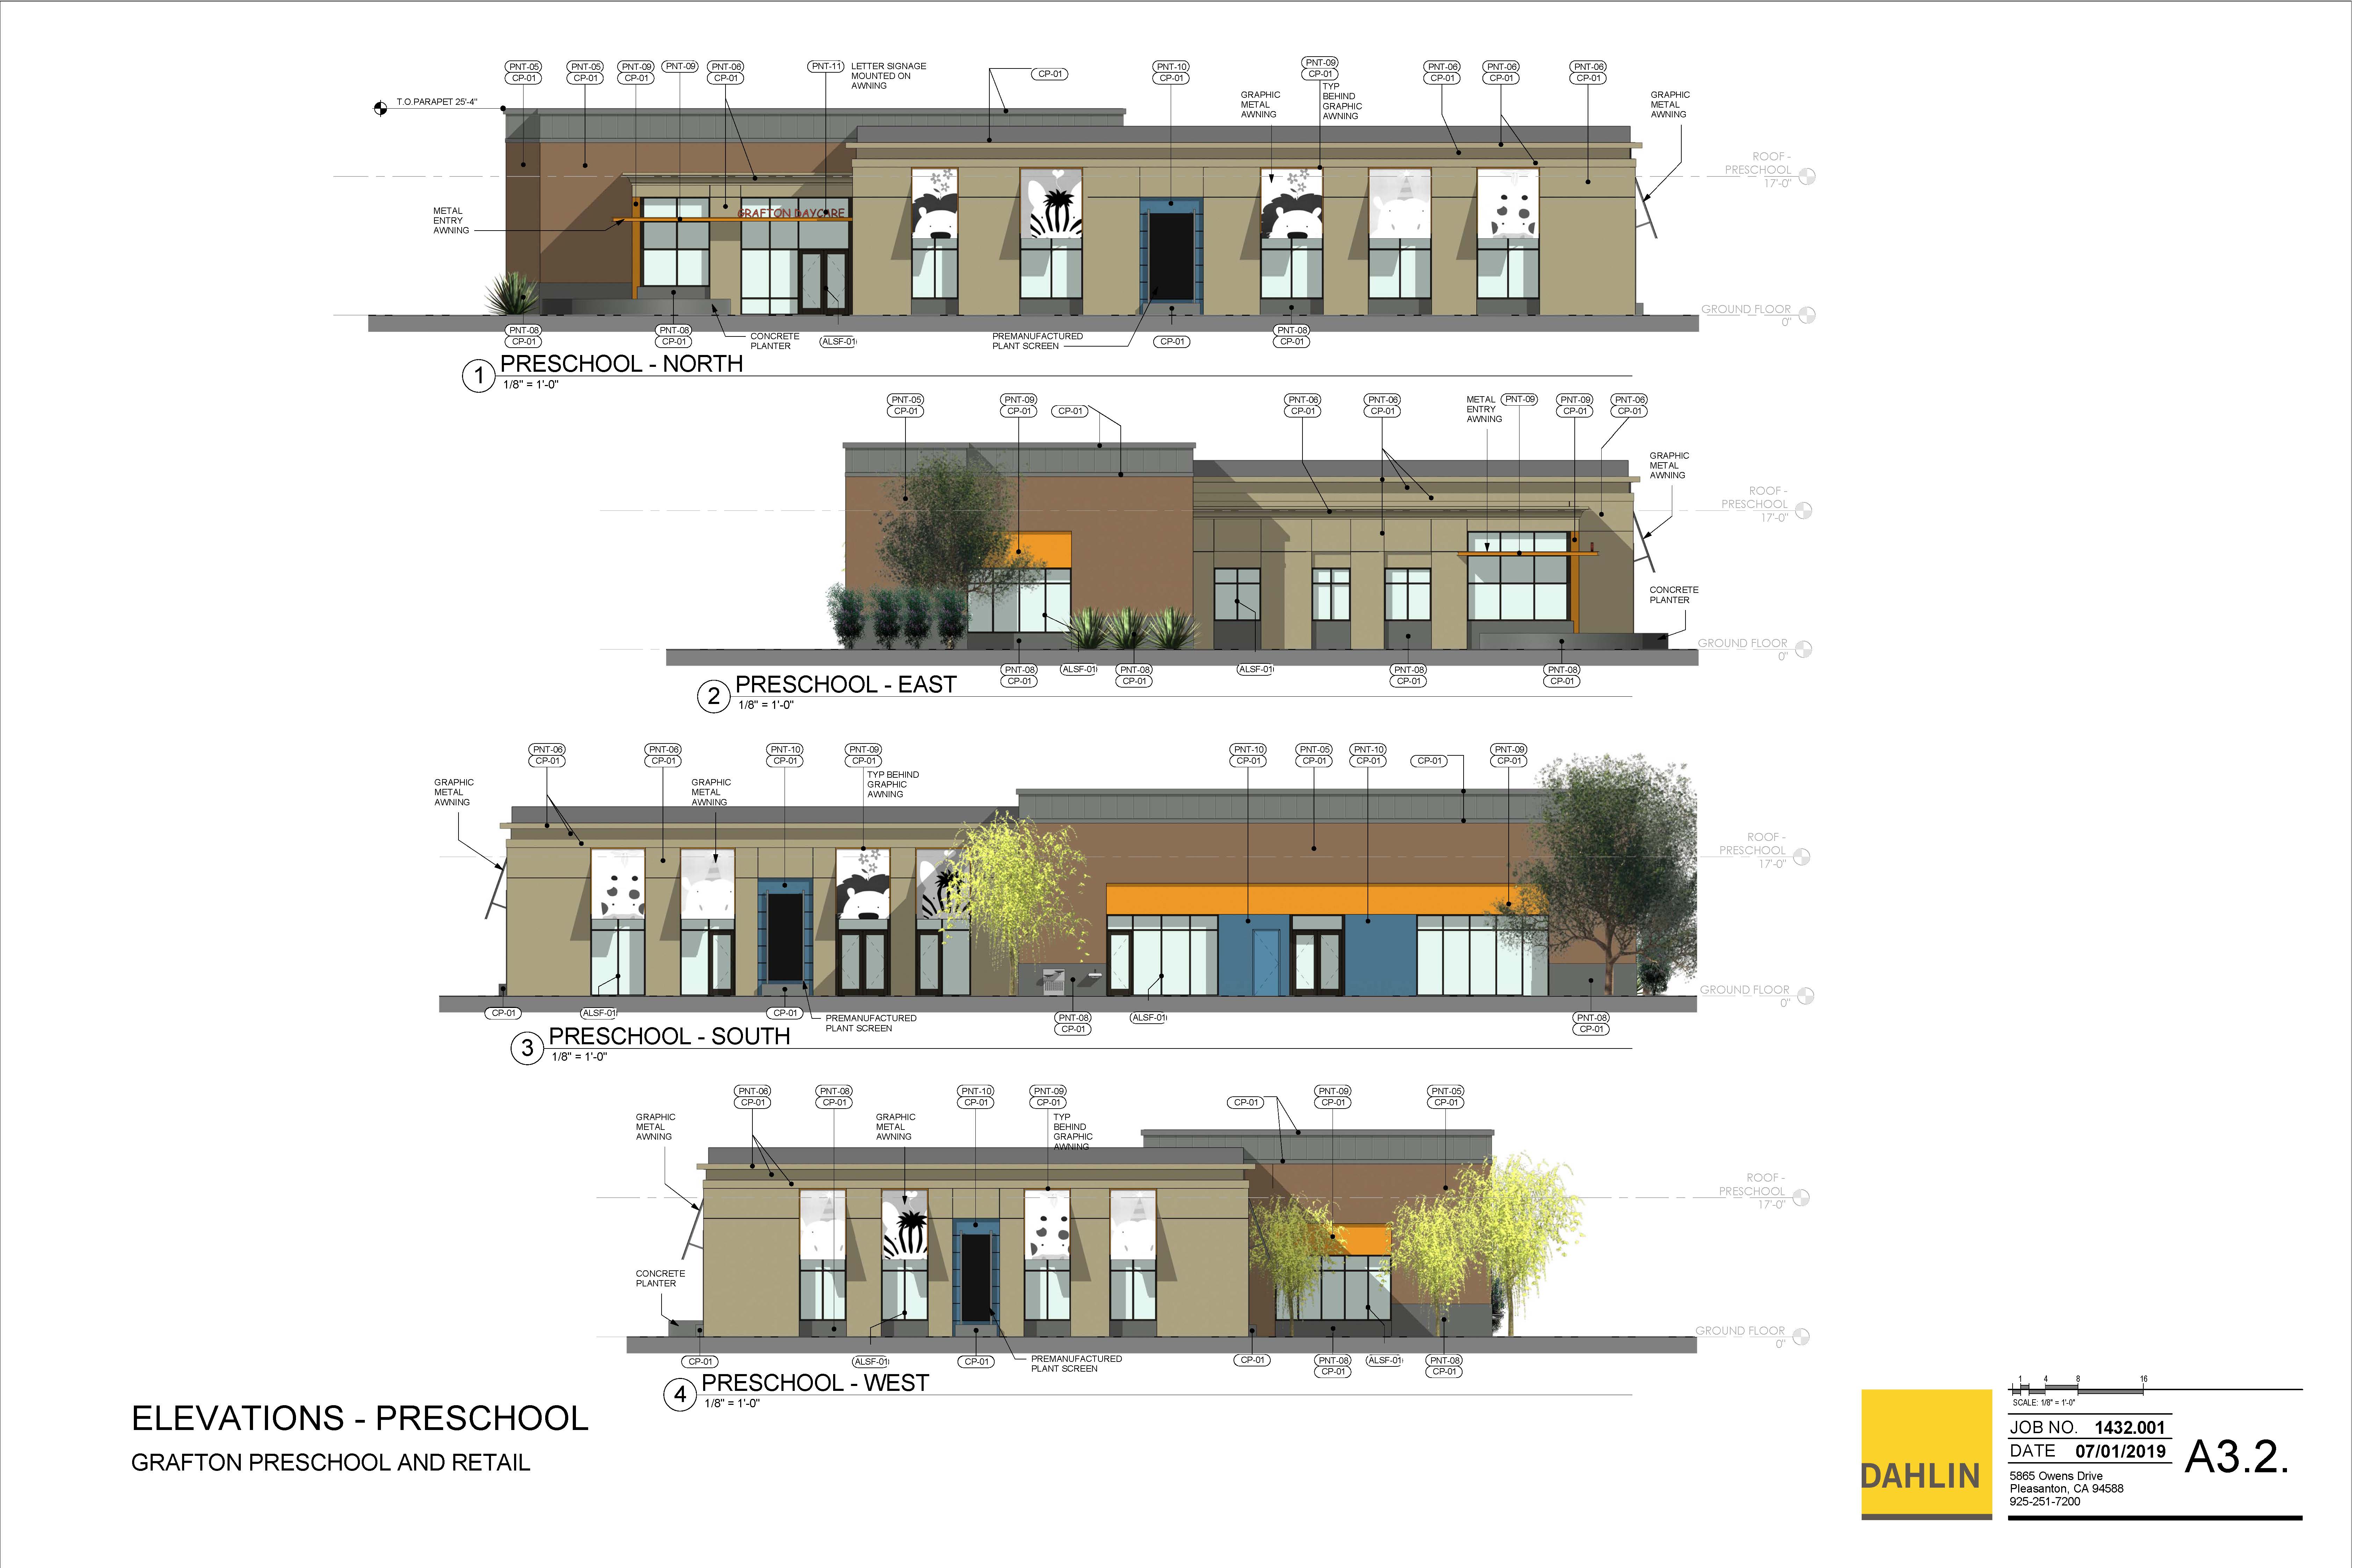 PNT-05 PNT-05 PNT-09 PNT-09 PNT-06 PNT-11 LETTER SIGNAGE PNT-10 PNT-09 PNT-06 PNT-06 PNT-06
CP-01 CP-01 CP-01 CP-01 MOUNTED ON CP-01 CP-01 CP-01 CP-01 CP-01 CP-01
AWNING
T.O.PARAPET 25'-4"
GRAPHIC
METAL
AWNING
TYP
BEHIND
GRAPHIC
AWNING
GRAPHIC
METAL
AWNING
ROOF -
PRESCHOOL
17'-0"
METAL
ENTRY
AWNING
GRAFTON DAYCARE
GROUND FLOOR
0"
PNT-08 PNT-08 CONCRETE PREMANUFACTURED PNT-08
CP-01 CP-01 PLANTER ALSF-01 PLANT SCREEN CP-01 CP-01
1 PRESCHOOL - NORTH
1/8" = 1'-0"
PNT-05 PNT-09 CP-01 PNT-06 PNT-06 METAL PNT-09 PNT-09 PNT-06
CP-01 CP-01 CP-01 CP-01 ENTRY CP-01 CP-01
AWNING
GRAPHIC
METAL
AWNING
ROOF -
PRESCHOOL
17'-0"
CONCRETE
PLANTER
GROUND FLOOR
0"
PNT-08 ALSF-01 PNT-08 ALSF-01 PNT-08 PNT-08
CP-01 CP-01 CP-01 CP-01
2 PRESCHOOL - EAST
1/8" = 1'-0"
PNT-06 PNT-06 PNT-10 PNT-09 PNT-10 PNT-05 PNT-10 PNT-09
CP-01 CP-01 CP-01 CP-01 CP-01 CP-01 CP-01 CP-01 CP-01
GRAPHIC
METAL
AWNING
GRAPHIC
METAL
AWNING
TYP BEHIND
GRAPHIC
AWNING
ROOF -
PRESCHOOL
17'-0"
GROUND FLOOR
0"
CP-01 ALSF-01 CP-01 PREMANUFACTURED PNT-08 ALSF-01 PNT-08
PLANT SCREEN CP-01 CP-01
3 PRESCHOOL - SOUTH
1/8" = 1'-0"
PNT-06 PNT-08 PNT-10 PNT-09 PNT-09 PNT-05
CP-01 CP-01 CP-01 CP-01 CP-01 CP-01 CP-01
GRAPHIC
METAL
AWNING
GRAPHIC
METAL
AWNING
TYP
BEHIND
GRAPHIC
AWNING
ROOF -
PRESCHOOL
17'-0"
CONCRETE
PLANTER
GROUND FLOOR
0"
CP-01 ALSF-01 CP-01 PREMANUFACTURED CP-01 PNT-08 ALSF-01 PNT-08
PLANT SCREEN CP-01 CP-01
4 PRESCHOOL - WEST
1/8" = 1'-0"
ELEVATIONS - PRESCHOOL
GRAFTON PRESCHOOL AND RETAIL
DAHLIN
1 4 8 16
SCALE: 1/8" = 1'-0"
JOB NO. 1432.001
DATE 07/01/2019
A3.2.
5865 Owens Drive
Pleasanton, CA 94588
925-251-7200